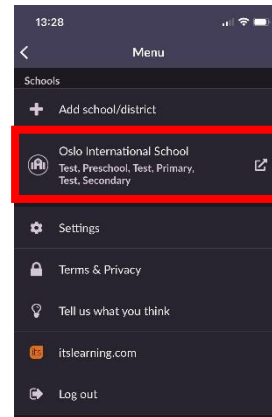 13:28
Menu
Schools
Add school/district
Oslo International School
Test, Preschool, Test, Primary,
Test, Secondary
Settings
Terms & Privacy
Tell us what you think
its
itslearning.com
Log out